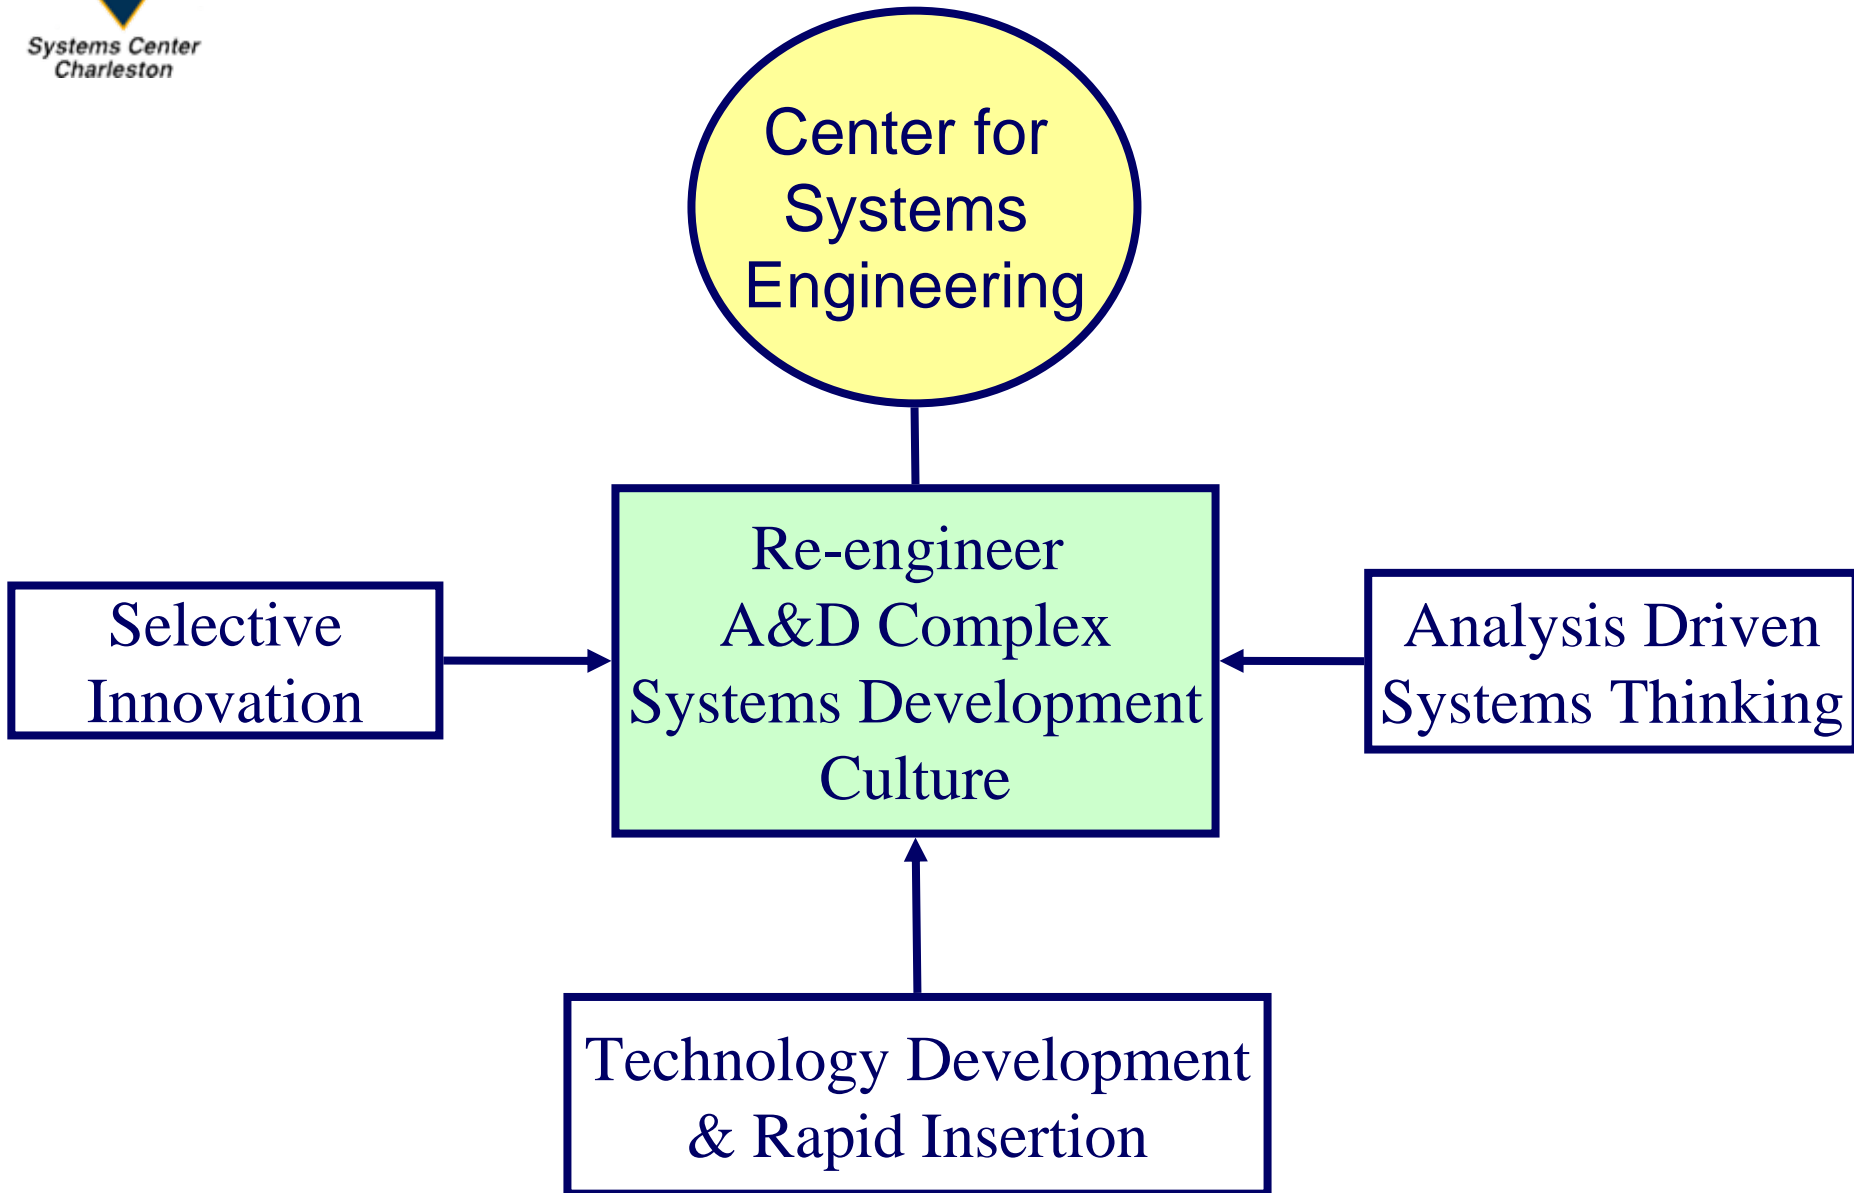 Systems Center
Charleston
Center for
Systems
Engineering
Re-engineer
A&D Complex
Systems Development
Culture
Selective
Innovation
Analysis Driven
Systems Thinking
Technology Development
& Rapid Insertion